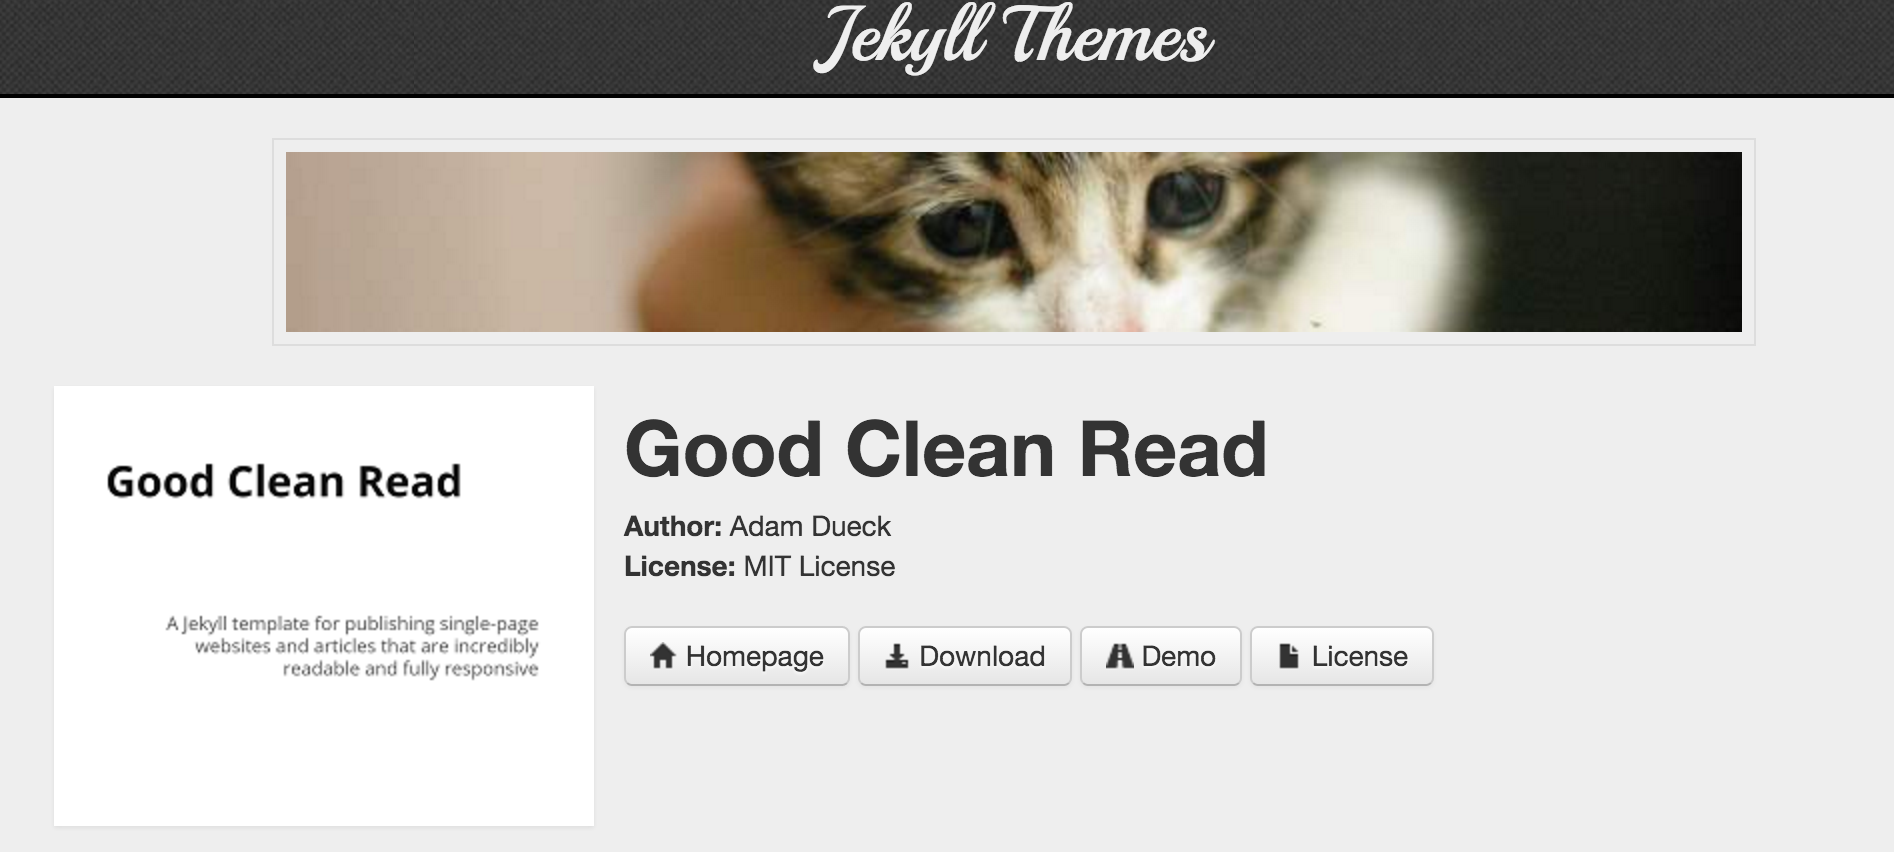 Jekyll Themes
Good Clean Read
A Jekyll template for publishing single-page
websites and articles that are incredibly
readable and fully responsive
Good Clean Read
Author: Adam Dueck
License: MIT License
Homepage Download Demo License